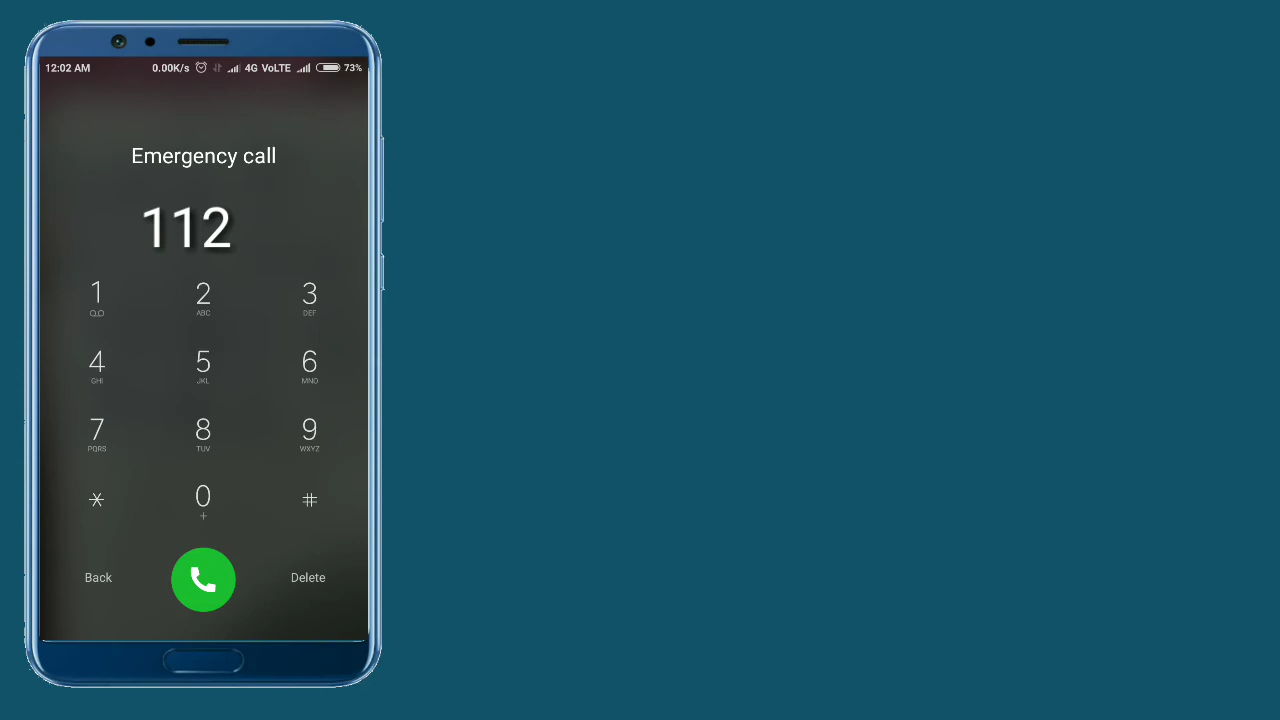 12:02 AM 0.00K/s 4G VoLTE 73%
Emergency call
112
1 2 3
ABC DEF
4 5 6
GHI JKL MNO
7 8 9
PQRS TUV WXYZ
* 0 #
+
Back Delete